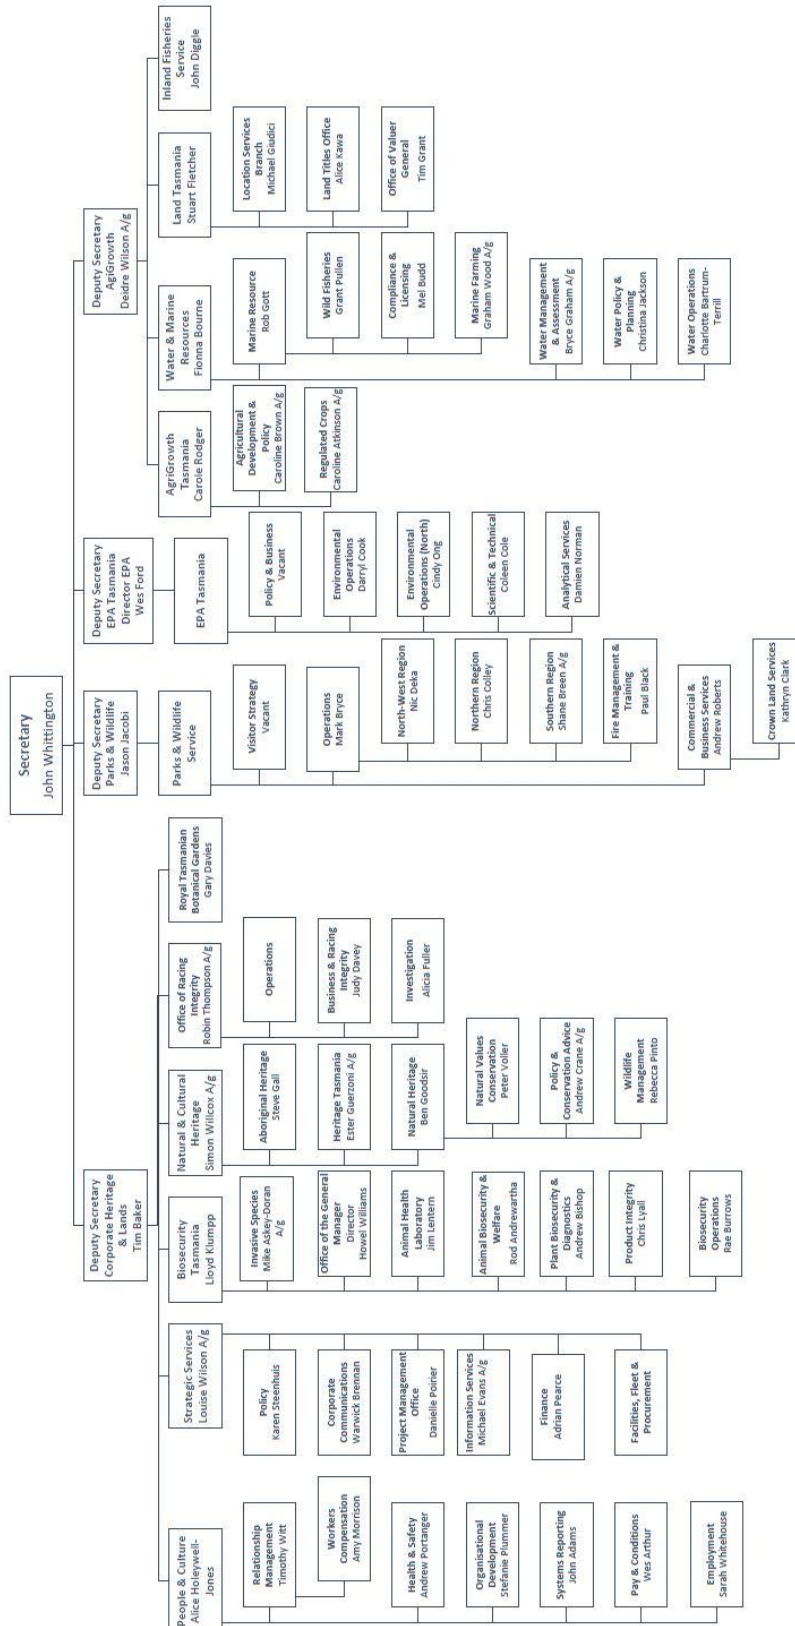 Secretary
John Whittington
Deputy Secretary
Corporate Heritage
& Lands
Tim Baker
Deputy Secretary
Parks & Wildlife
Jason Jacobi
Deputy Secretary
EPA Tasmania
Director EPA
Wes Ford
Deputy Secretary
AgiGrowth
Deidre Wilson A/g
People & Culture
Alice Holeywell-
Jones
Relationship
Management
Timothy Witt
Workers
Compensation
Amy Morrison
Health & Safety
Andrew Portanger
Organisational
Development
Stefanie Plummer
Systems Reporting
John Adams
Pay & Conditions
Wes Arthur
Employment
Sarah Whitehouse
Strategic Services
Louise Wilson A/g
Policy
Karen Steenhuis
Corporate
Communications
Warwick Brennan
Project Management
Office
Danielle Poirier
Information Services
Michael Evans A/g
Finance
Adrian Pearce
Facilities, Fleet &
Procurement
Biosecurity
Tasmania
Lloyd Klumpp
Invasive Species
Mike Askey-Doran
A/g
Office of the General
Manager
Director
Howel Williams
Animal Health
Laboratory
Jim Lentern
Animal Biosecurity &
Welfare
Rod Andrewartha
Plant Biosecurity &
Diagnostics
Andrew Bishop
Product Integrity
Chris Lyall
Biosecurity
Operations
Rae Burrows
Natural & Cultural
Heritage
Simon Willcox A/g
Aboriginal Heritage
Steve Gall
Heritage Tasmania
Ester Guerzoni A/g
Natural Heritage
Ben Goodsir
Natural Values
Conservation
Peter Voller
Policy &
Conservation Advice
Andrew Crane A/g
Wildlife
Management
Rebecca Pinto
Office of Racing
Integrity
Robin Thompson A/g
Operations
Business & Racing
Integrity
Judy Davey
Investigation
Alicia Fuller
Royal Tasmanian
Botanical Gardens
Gary Davies
Parks & Wildlife
Service
Visitor Strategy
Vacant
Operations
Mark Bryce
North-West Region
Nic Deka
Northern Region
Chris Colley
Southern Region
Shane Breen A/g
Fire Management &
Training
Paul Black
Commercial &
Business Services
Andrew Roberts
Crown Land Services
Kathryn Clark
EPA Tasmania
Policy & Business
Vacant
Environmental
Operations
Darryl Cook
Environmental
Operations (North)
Cindy Ong
Scientific & Technical
Coleen Cole
Analytical Services
Damien Norman
AgriGrowth
Tasmania
Carole Rodger
Agricultural
Development &
Policy
Caroline Brown A/g
Regulated Crops
Caroline Atkinson A/g
Water & Marine
Resources
Fionna Bourne
Marine Resource
Rob Gott
Wild Fisheries
Grant Pullen
Compliance &
Licensing
Mel Budd
Marine Farming
Graham Wood A/g
Water Management
& Assessment
Bryce Graham A/g
Water Policy &
Planning
Christina Jackson
Water Operations
Charlotte Bartrum-
Terrill
Land Tasmania
Stuart Fletcher
Location Services
Branch
Michael Giudici
Land Titles Office
Alice Kawa
Office of Valuer
General
Tim Grant
Inland Fisheries
Service
John Diggle